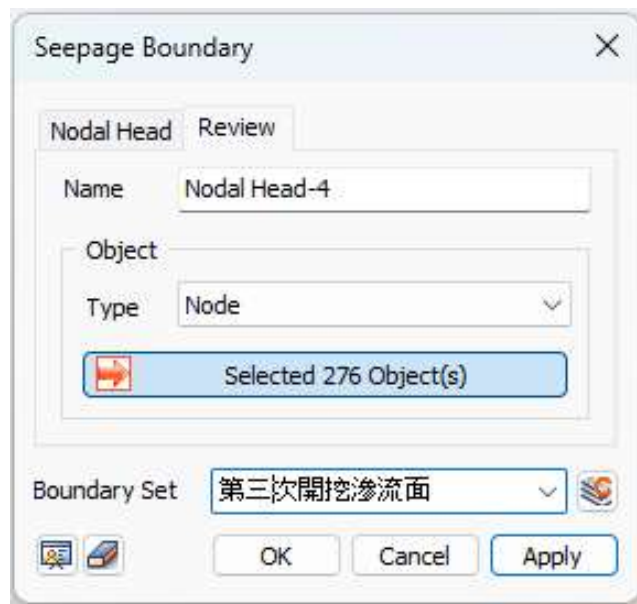 Seepage Boundary
Nodal Head Review
Name Nodal Head-4
Object
Type Node
Selected 276 Object(s)
Boundary Set 第三次開挖滲流面
OK Cancel Apply